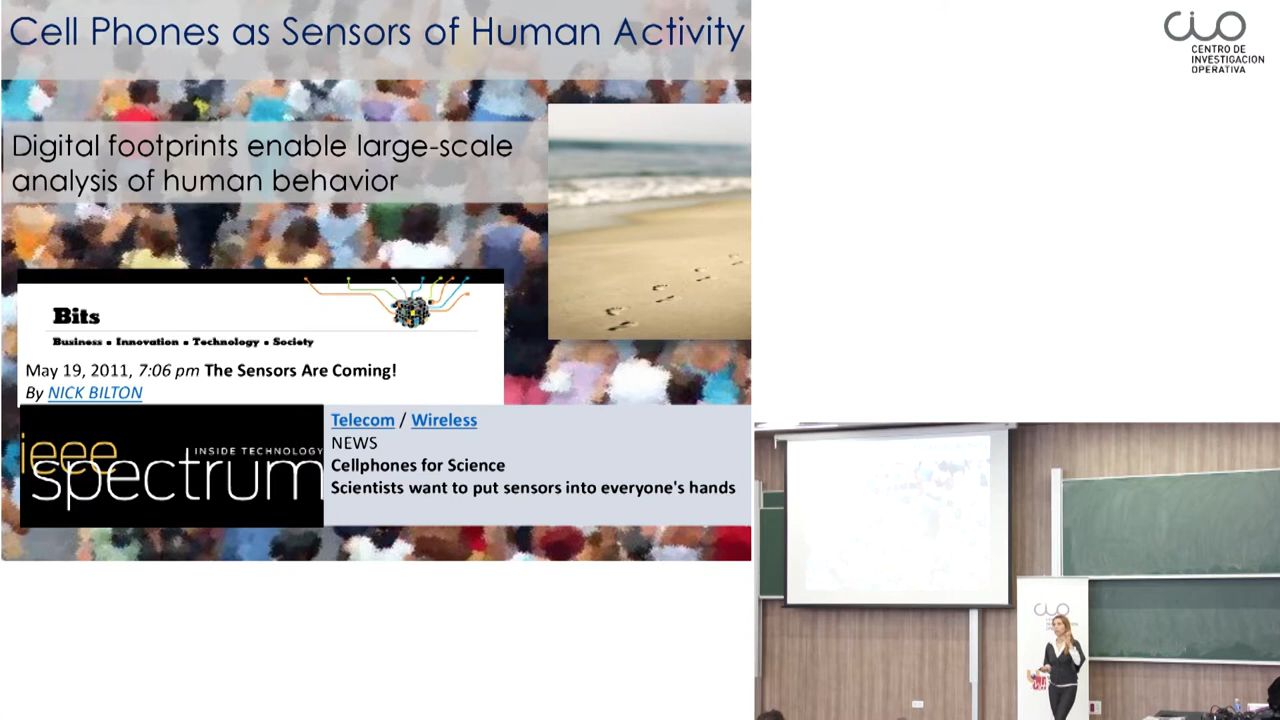 Cell Phones as Sensors of Human Activity
Digital footprints enable large-scale
analysis of human behavior
Bits
Business ▪ Innovation ▪ Technology ▪ Society
May 19, 2011, 7:06 pm The Sensors Are Coming!
By NICK BILTON
ieee
INSIDE TECHNOLOGY
spectrum
Telecom / Wireless
NEWS
Cellphones for Science
Scientists want to put sensors into everyone's hands
CIO
CENTRO DE
INVESTIGACION
OPERATIVA
CIO